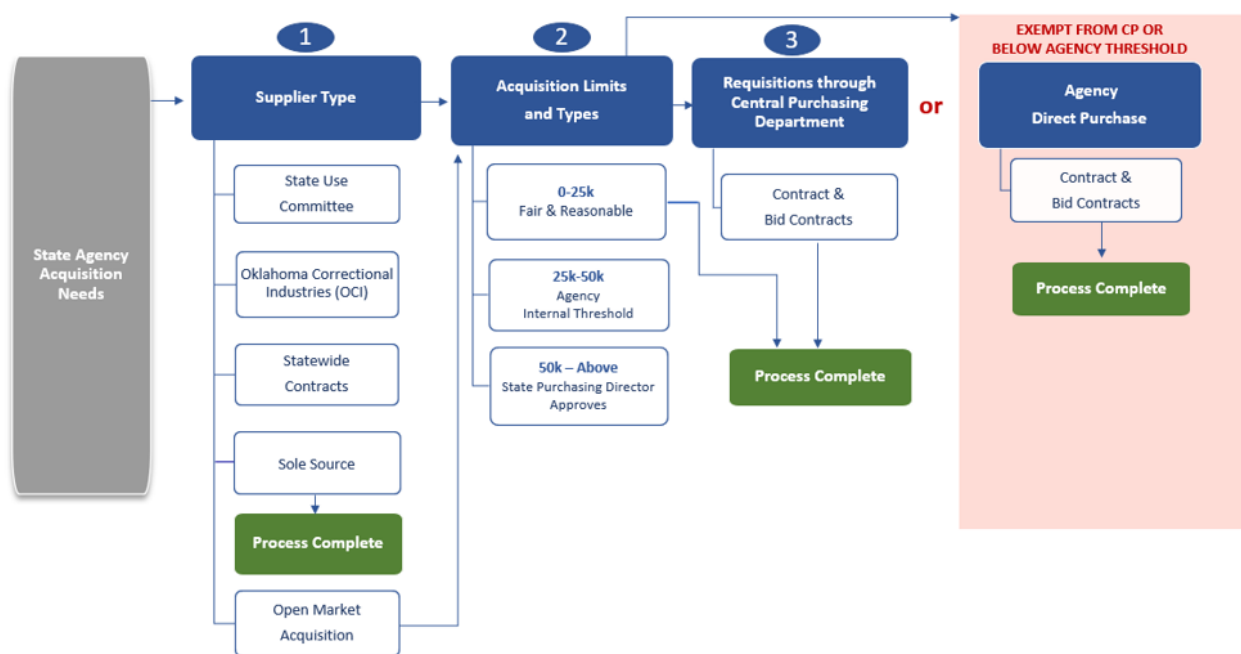 State Agency
Acquisition
Needs
1
Supplier Type
State Use
Committee
Oklahoma Correctional
Industries (OCI)
Statewide
Contracts
Sole Source
Process Complete
Open Market
Acquisition
2
Acquisition Limits
and Types
0-25k
Fair & Reasonable
25k-50k
Agency
Internal Threshold
50k – Above
State Purchasing Director
Approves
3
Requisitions through
Central Purchasing
Department
Contract &
Bid Contracts
Process Complete
or
EXEMPT FROM CP OR
BELOW AGENCY THRESHOLD
Agency
Direct Purchase
Contract &
Bid Contracts
Process Complete